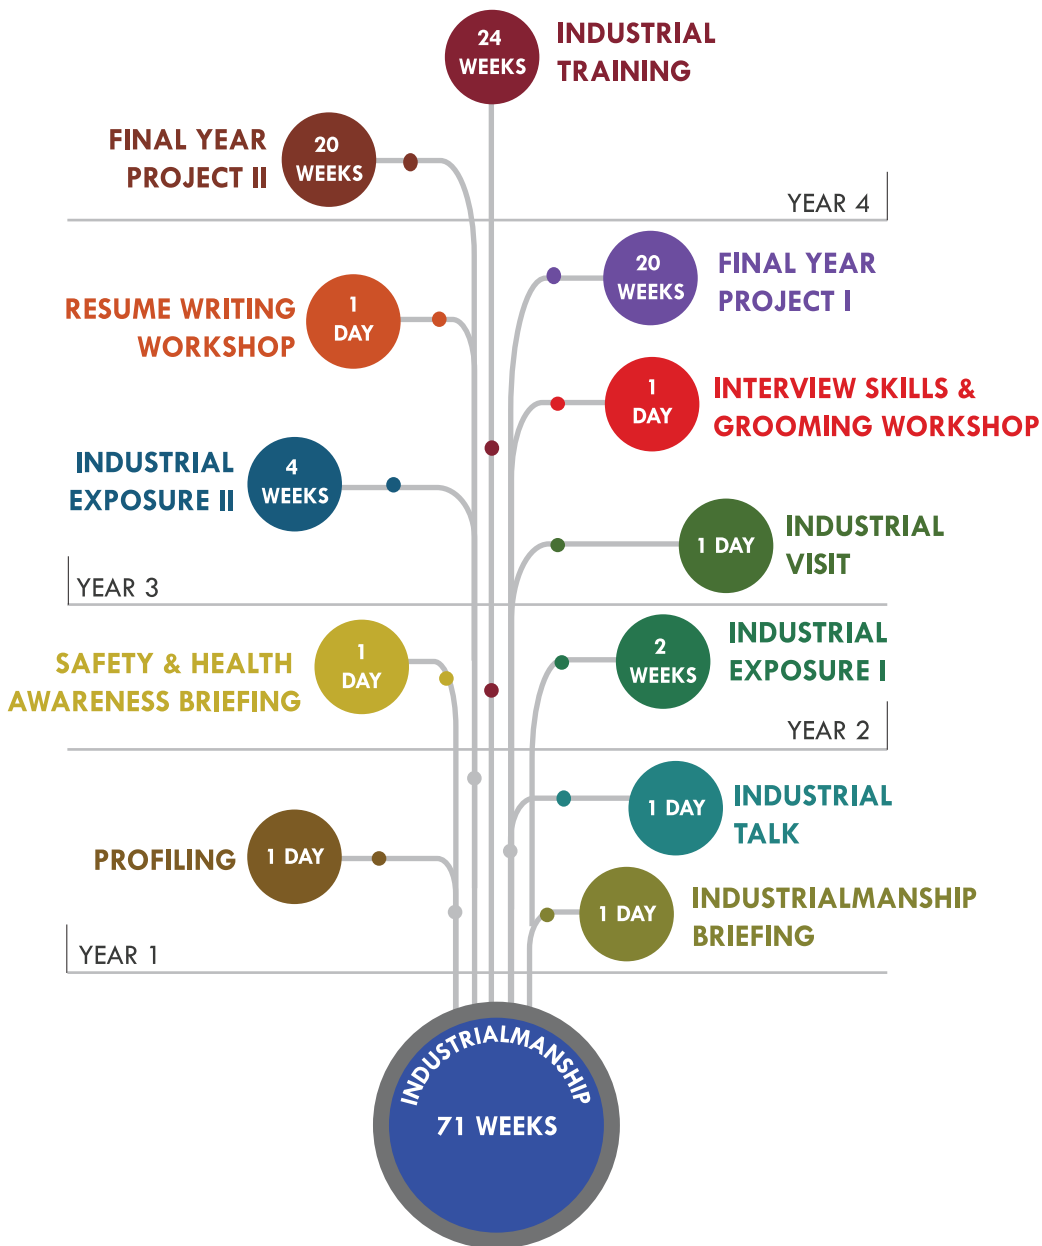 24
WEEKS
INDUSTRIAL
TRAINING
FINAL YEAR
PROJECT II
20
WEEKS
YEAR 4
20
WEEKS
FINAL YEAR
PROJECT I
RESUME WRITING
WORKSHOP
1
DAY
1
DAY
INTERVIEW SKILLS &
GROOMING WORKSHOP
INDUSTRIAL
EXPOSURE II
4
WEEKS
1 DAY
INDUSTRIAL
VISIT
YEAR 3
SAFETY & HEALTH
AWARENESS BRIEFING
1
DAY
2
WEEKS
INDUSTRIAL
EXPOSURE I
YEAR 2
1 DAY
INDUSTRIAL
TALK
PROFILING
1 DAY
1 DAY
INDUSTRIALMANSHIP
BRIEFING
YEAR 1
INDUSTRIALMANSHIP
71 WEEKS